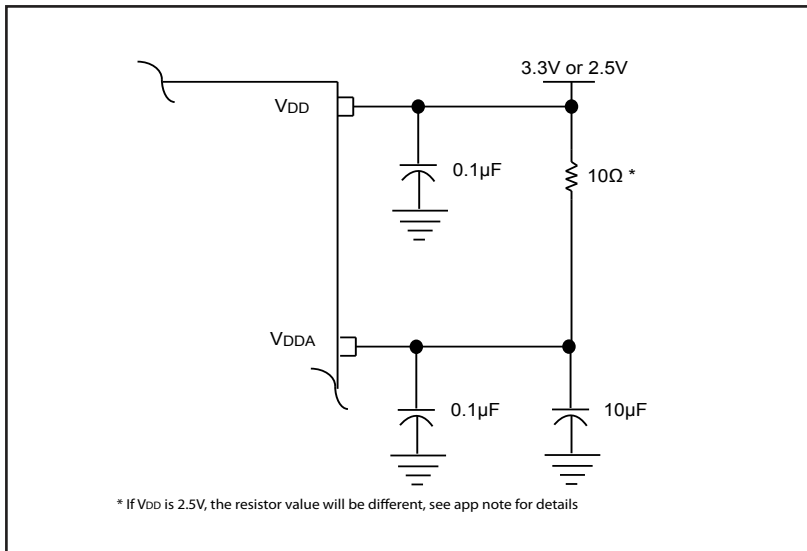 3.3V or 2.5V
VDD
0.1µF
10Ω *
VDDA
0.1µF
10µF
* If VDD is 2.5V, the resistor value will be different, see app note for details